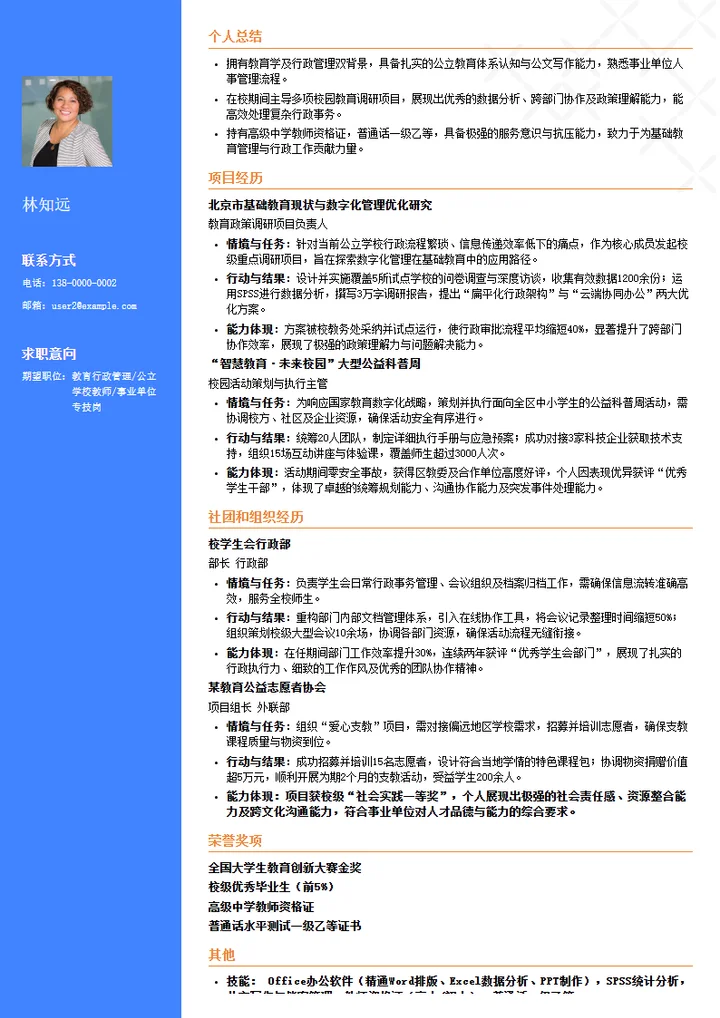 林知远
联系方式
电话：138-0000-0002
邮箱：user2@example.com
求职意向
期望职位：教育行政管理/公立
学校教师/事业单位
专技岗
个人总结
• 拥有教育学及行政管理双背景，具备扎实的公立教育体系认知与公文写作能力，熟悉事业单位人
事管理流程。
• 在校期间主导多项校园教育调研项目，展现出优秀的数据分析、跨部门协作及政策理解能力，能
高效处理复杂行政事务。
• 持有高级中学教师资格证，普通话一级乙等，具备极强的服务意识与抗压能力，致力于为基础教
育管理与行政工作贡献力量。
项目经历
北京市基础教育现状与数字化管理优化研究
教育政策调研项目负责人
• 情境与任务：针对当前公立学校行政流程繁琐、信息传递效率低下的痛点，作为核心成员发起校
级重点调研项目，旨在探索数字化管理在基础教育中的应用路径。
• 行动与结果：设计并实施覆盖5所试点学校的问卷调查与深度访谈，收集有效数据1200余份；运
用SPSS进行数据分析，撰写3万字调研报告，提出“扁平化行政架构”与“云端协同办公”两大优
化方案。
• 能力体现：方案被校教务处采纳并试点运行，使行政审批流程平均缩短40%，显著提升了跨部门
协作效率，展现了极强的政策理解力与问题解决能力。
“智慧教育·未来校园”大型公益科普周
校园活动策划与执行主管
• 情境与任务：为响应国家教育数字化战略，策划并执行面向全区中小学生的公益科普周活动，需
协调校方、社区及企业资源，确保活动安全有序进行。
• 行动与结果：统筹20人团队，制定详细执行手册与应急预案；成功对接3家科技企业获取技术支
持，组织15场互动讲座与体验课，覆盖师生超过3000人次。
• 能力体现：活动期间零安全事故，获得区教委及合作单位高度好评，个人因表现优异获评“优秀
学生干部”，体现了卓越的统筹规划能力、沟通协作能力及突发事件处理能力。
社团和组织经历
校学生会行政部
部长 行政部
• 情境与任务：负责学生会日常行政事务管理、会议组织及档案归档工作，需确保信息流转准确高
效，服务全校师生。
• 行动与结果：重构部门内部文档管理体系，引入在线协作工具，将会议记录整理时间缩短50%；
组织策划校级大型会议10余场，协调各部门资源，确保活动流程无缝衔接。
• 能力体现：在任期间部门工作效率提升30%，连续两年获评“优秀学生会部门”，展现了扎实的
行政执行力、细致的工作作风及优秀的团队协作精神。
某教育公益志愿者协会
项目组长 外联部
• 情境与任务：组织“爱心支教”项目，需对接偏远地区学校需求，招募并培训志愿者，确保支教
课程质量与物资到位。
• 行动与结果：成功招募并培训15名志愿者，设计符合当地学情的特色课程包；协调物资捐赠价值
超5万元，顺利开展为期2个月的支教活动，受益学生200余人。
• 能力体现：项目获校级“社会实践一等奖”，个人展现出极强的社会责任感、资源整合能
力及跨文化沟通能力，符合事业单位对人才品德与能力的综合要求。
荣誉奖项
全国大学生教育创新大赛金奖
校级优秀毕业生（前5%）
高级中学教师资格证
普通话水平测试一级乙等证书
其他
• 技能： Office办公软件（精通Word排版、Excel数据分析、PPT制作），SPSS统计分析，